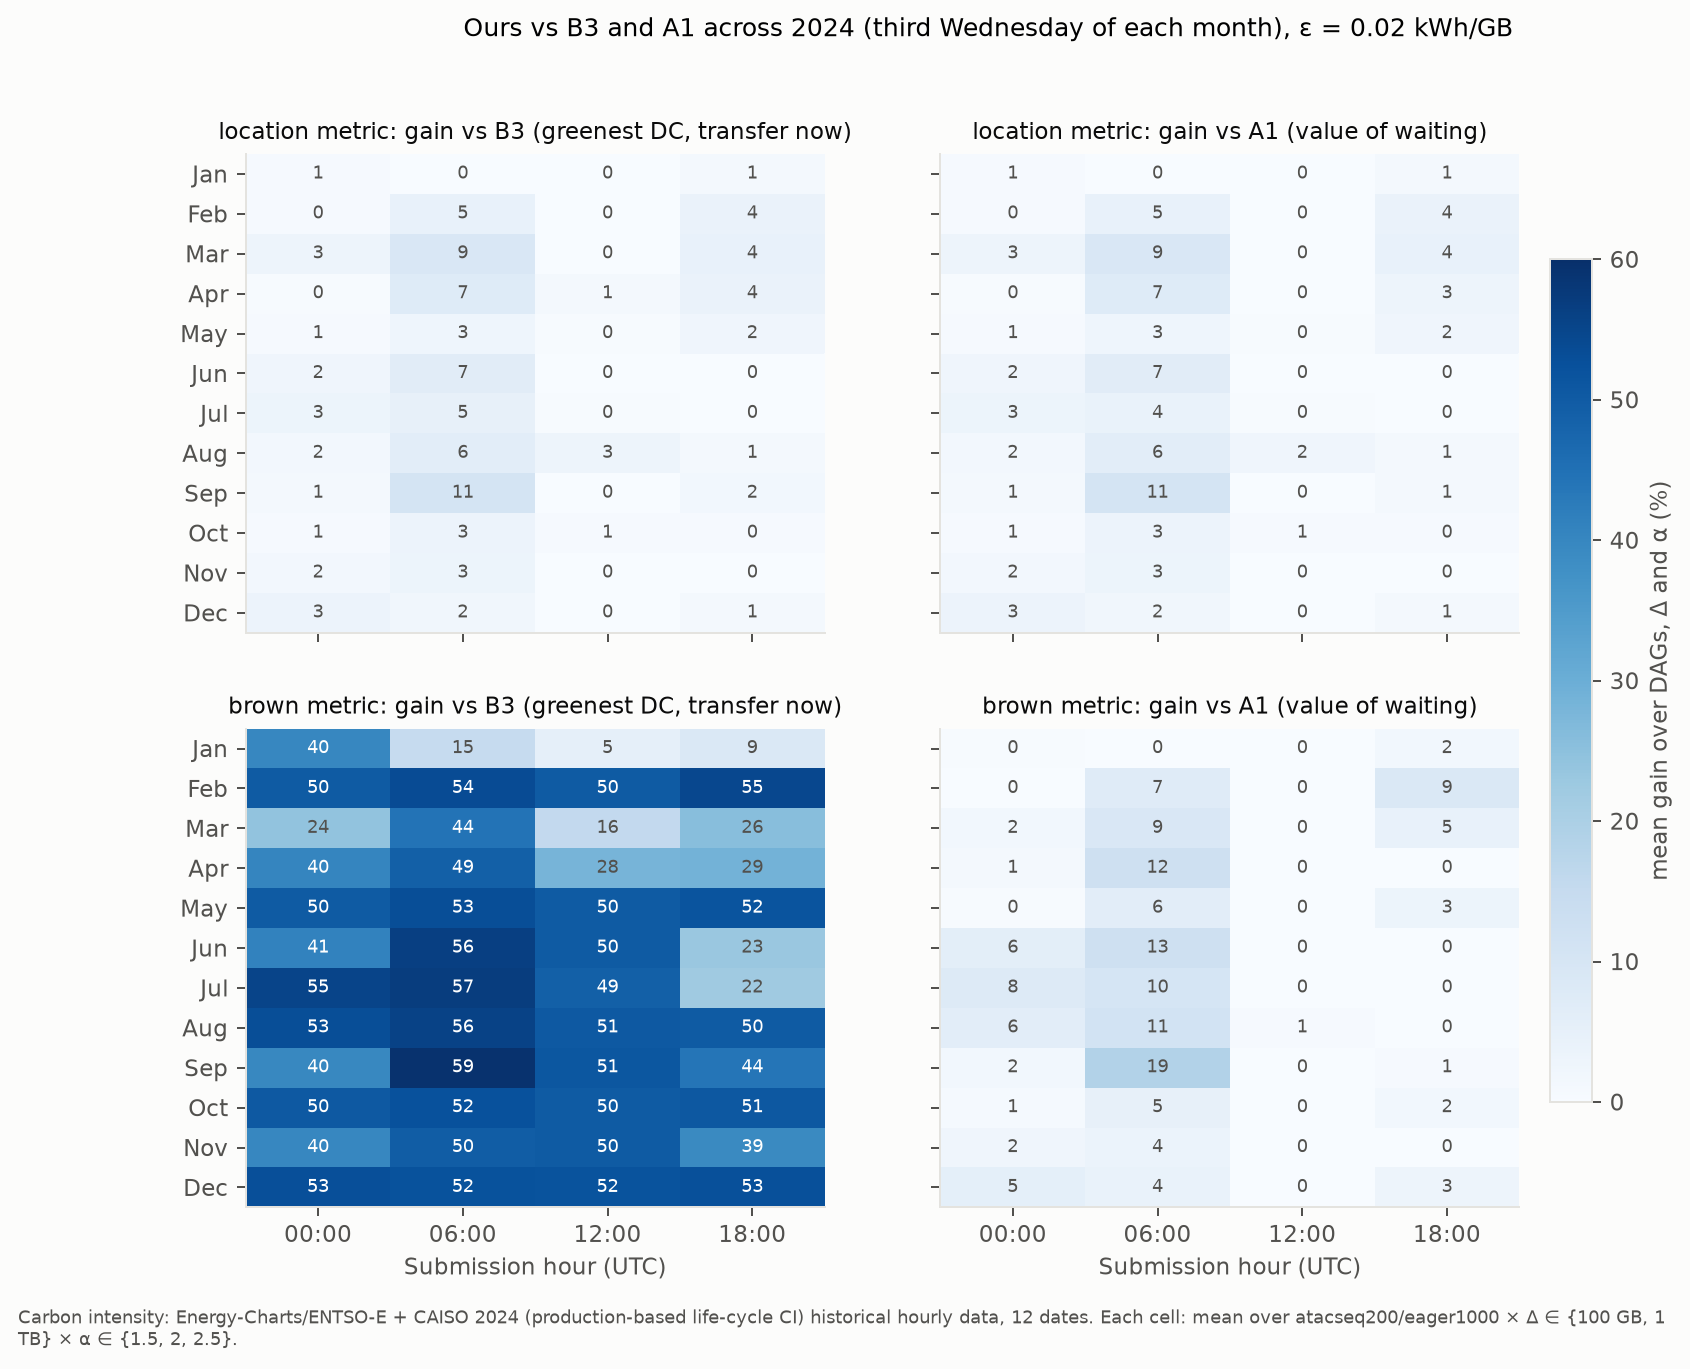 Ours vs B3 and A1 across 2024 (third Wednesday of each month), ε = 0.02 kWh/GB
location metric: gain vs B3 (greenest DC, transfer now)
Jan 1 0 0 1
Feb 0 5 0 4
Mar 3 9 0 4
Apr 0 7 1 4
May 1 3 0 2
Jun 2 7 0 0
Jul 3 5 0 0
Aug 2 6 3 1
Sep 1 11 0 2
Oct 1 3 1 0
Nov 2 3 0 0
Dec 3 2 0 1
location metric: gain vs A1 (value of waiting)
1 0 0 1
0 5 0 4
3 9 0 4
0 7 0 3
1 3 0 2
2 7 0 0
3 4 0 0
2 6 2 1
1 11 0 1
1 3 1 0
2 3 0 0
3 2 0 1
brown metric: gain vs B3 (greenest DC, transfer now)
Jan 40 15 5 9
Feb 50 54 50 55
Mar 24 44 16 26
Apr 40 49 28 29
May 50 53 50 52
Jun 41 56 50 23
Jul 55 57 49 22
Aug 53 56 51 50
Sep 40 59 51 44
Oct 50 52 50 51
Nov 40 50 50 39
Dec 53 52 52 53
00:00 06:00 12:00 18:00
Submission hour (UTC)
brown metric: gain vs A1 (value of waiting)
0 0 0 2
0 7 0 9
2 9 0 5
1 12 0 0
0 6 0 3
6 13 0 0
8 10 0 0
6 11 1 0
2 19 0 1
1 5 0 2
2 4 0 0
5 4 0 3
00:00 06:00 12:00 18:00
Submission hour (UTC)
60
50
40
30
20
10
0
mean gain over DAGs, Δ and α (%)
Carbon intensity: Energy-Charts/ENTSO-E + CAISO 2024 (production-based life-cycle CI) historical hourly data, 12 dates. Each cell: mean over atacseq200/eager1000 × Δ ∈ {100 GB, 1
TB} × α ∈ {1.5, 2, 2.5}.